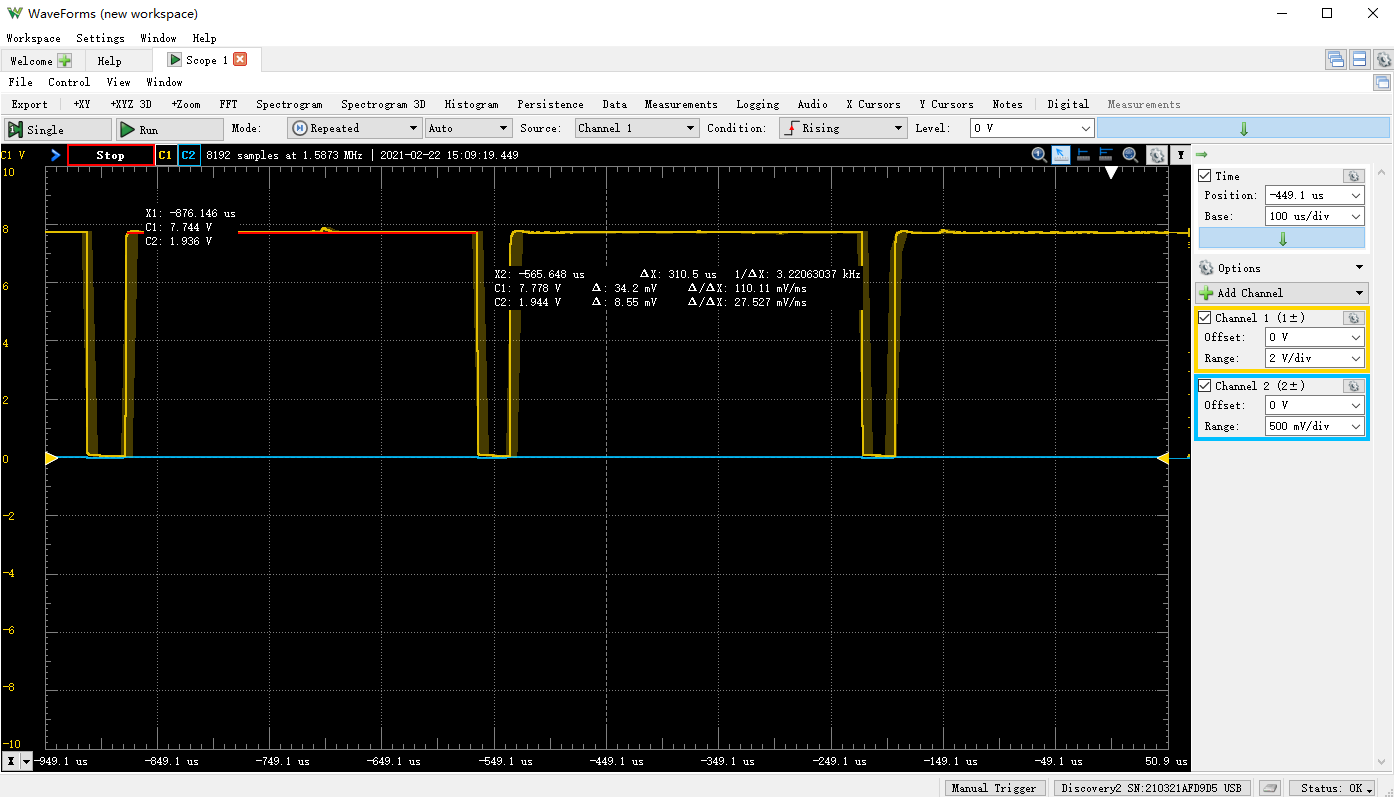 WaveForms (new workspace)
Workspace Settings Window Help
Welcome Help Scope 1
File Control View Window
Export +XY +XYZ 3D +Zoom FFT Spectrogram Spectrogram 3D Histogram Persistence Data Measurements Logging Audio X Cursors Y Cursors Notes Digital Measurements
Single Run Mode: Repeated Auto Source: Channel 1 Condition: Rising Level: 0 V
C1 V Stop C1 C2 8192 samples at 1.5873 MHz | 2021-02-22 15:09:19.449 Y
10
8
6
4
2
0
-2
-4
-6
-8
-10
X1: -876.146 us
C1: 7.744 V
C2: 1.936 V
X2: -565.648 us ΔX: 310.5 us 1/ΔX: 3.22063037 kHz
C1: 7.778 V Δ: 34.2 mV Δ/ΔX: 110.11 mV/ms
C2: 1.944 V Δ: 8.55 mV Δ/ΔX: 27.527 mV/ms
X -949.1 us -849.1 us -749.1 us -649.1 us -549.1 us -449.1 us -349.1 us -249.1 us -149.1 us -49.1 us 50.9 us
Time
Position: -449.1 us
Base: 100 us/div
Options
Add Channel
Channel 1 (1±)
Offset: 0 V
Range: 2 V/div
Channel 2 (2±)
Offset: 0 V
Range: 500 mV/div
Manual Trigger Discovery2 SN:210321AFD9D5 USB Status: OK